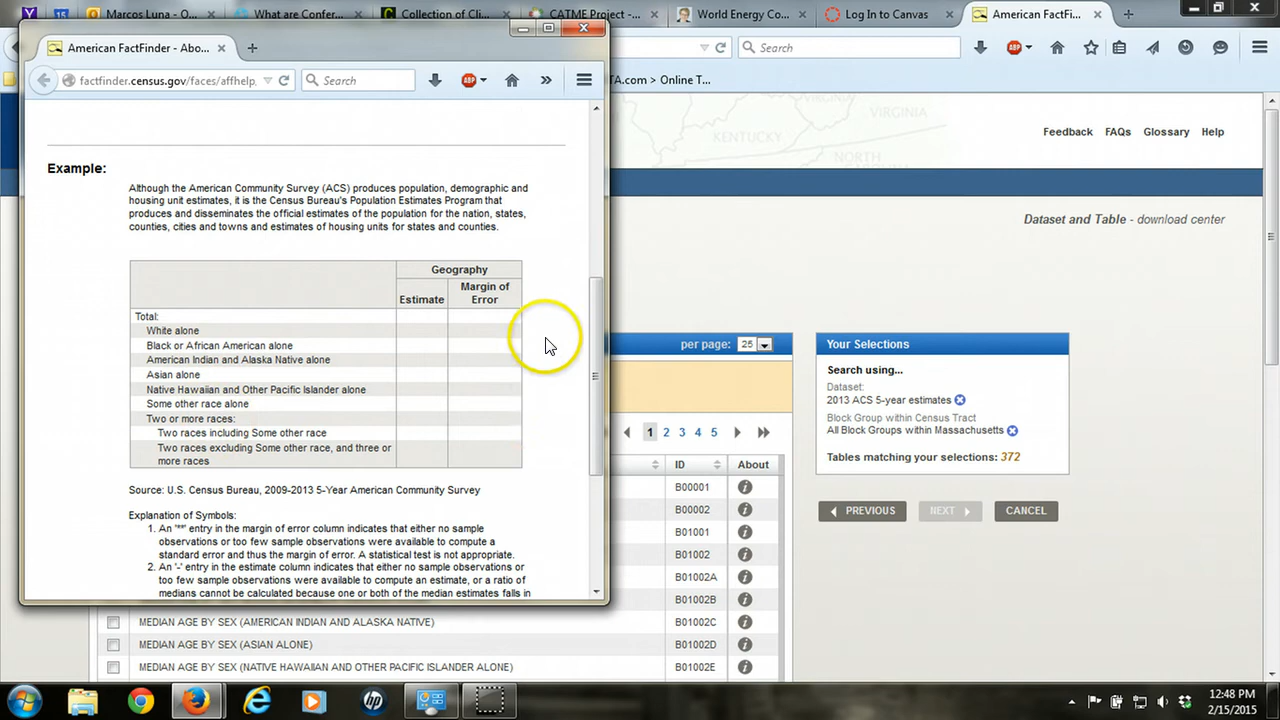 Marcos Luna - O...
What are Confer...
Collection of Cli...
CATME Project -...
World Energy Co...
Log In to Canvas
American FactFi...
American FactFinder - Abo...
factfinder.census.gov/faces/affhelp,
Search
Search
TA.com > Online T...
VIRGINIA
KENTUCKY
NORTH
CAROLINA
Feedback FAQs Glossary Help
Dataset and Table - download center
Example:
Although the American Community Survey (ACS) produces population, demographic and
housing unit estimates, it is the Census Bureau's Population Estimates Program that
produces and disseminates the official estimates of the population for the nation, states,
counties, cities and towns and estimates of housing units for states and counties.
Geography
Estimate
Margin of
Error
Total:
White alone
Black or African American alone
American Indian and Alaska Native alone
Asian alone
Native Hawaiian and Other Pacific Islander alone
Some other race alone
Two or more races:
Two races including Some other race
Two races excluding Some other race, and three or
more races
Source: U.S. Census Bureau, 2009-2013 5-Year American Community Survey
Explanation of Symbols:
1. An '**' entry in the margin of error column indicates that either no sample
observations or too few sample observations were available to compute a
standard error and thus the margin of error. A statistical test is not appropriate.
2. An '-' entry in the estimate column indicates that either no sample observations or
too few sample observations were available to compute an estimate, or a ratio of
medians cannot be calculated because one or both of the median estimates falls in
per page: 25
1 2 3 4 5
ID About
B00001
B00002
B01001
B01002
B01002A
B01002B
MEDIAN AGE BY SEX (AMERICAN INDIAN AND ALASKA NATIVE) B01002C
MEDIAN AGE BY SEX (ASIAN ALONE) B01002D
MEDIAN AGE BY SEX (NATIVE HAWAIIAN AND OTHER PACIFIC ISLANDER ALONE) B01002E
Your Selections
Search using...
Dataset:
2013 ACS 5-year estimates
Block Group within Census Tract
All Block Groups within Massachusetts
Tables matching your selections: 372
PREVIOUS NEXT CANCEL
12:48 PM
2/15/2015